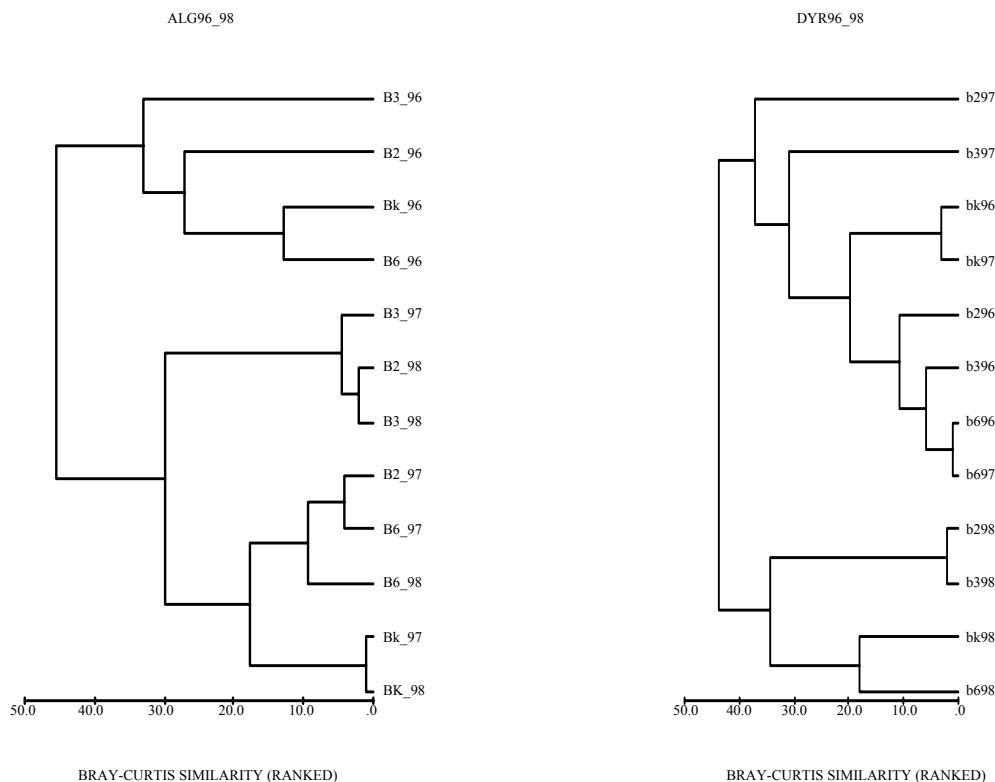 ALG96_98
B3_96
B2_96
Bk_96
B6_96
B3_97
B2_98
B3_98
B2_97
B6_97
B6_98
Bk_97
BK_98
50.0 40.0 30.0 20.0 10.0 .0
BRAY-CURTIS SIMILARITY (RANKED)
DYR96_98
b297
b397
bk96
bk97
b296
b396
b696
b697
b298
b398
bk98
b698
50.0 40.0 30.0 20.0 10.0 .0
BRAY-CURTIS SIMILARITY (RANKED)